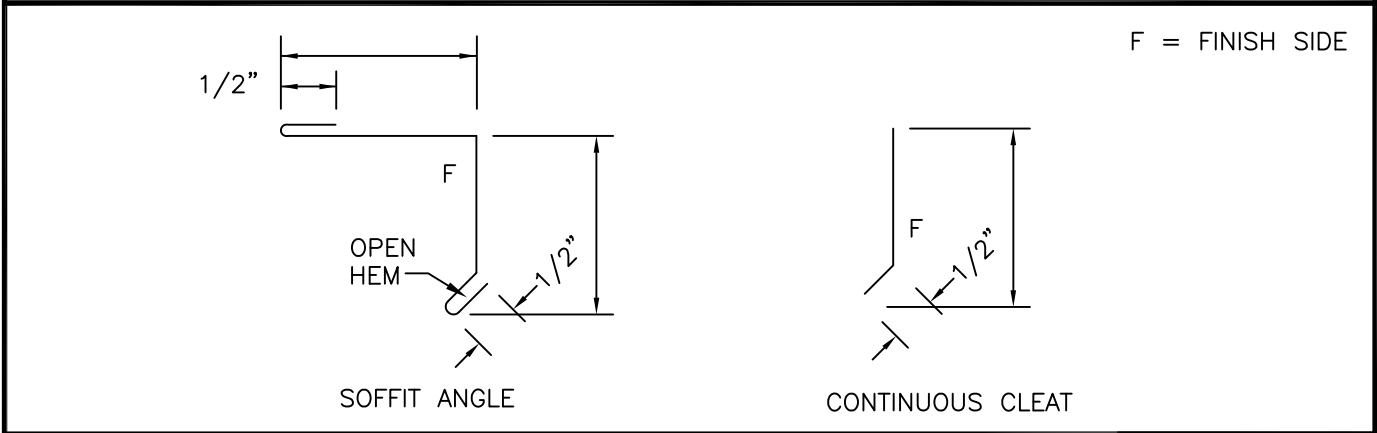 F = FINISH SIDE
1/2”
F
OPEN
HEM
1/2”
SOFFIT ANGLE
F
1/2”
CONTINUOUS CLEAT